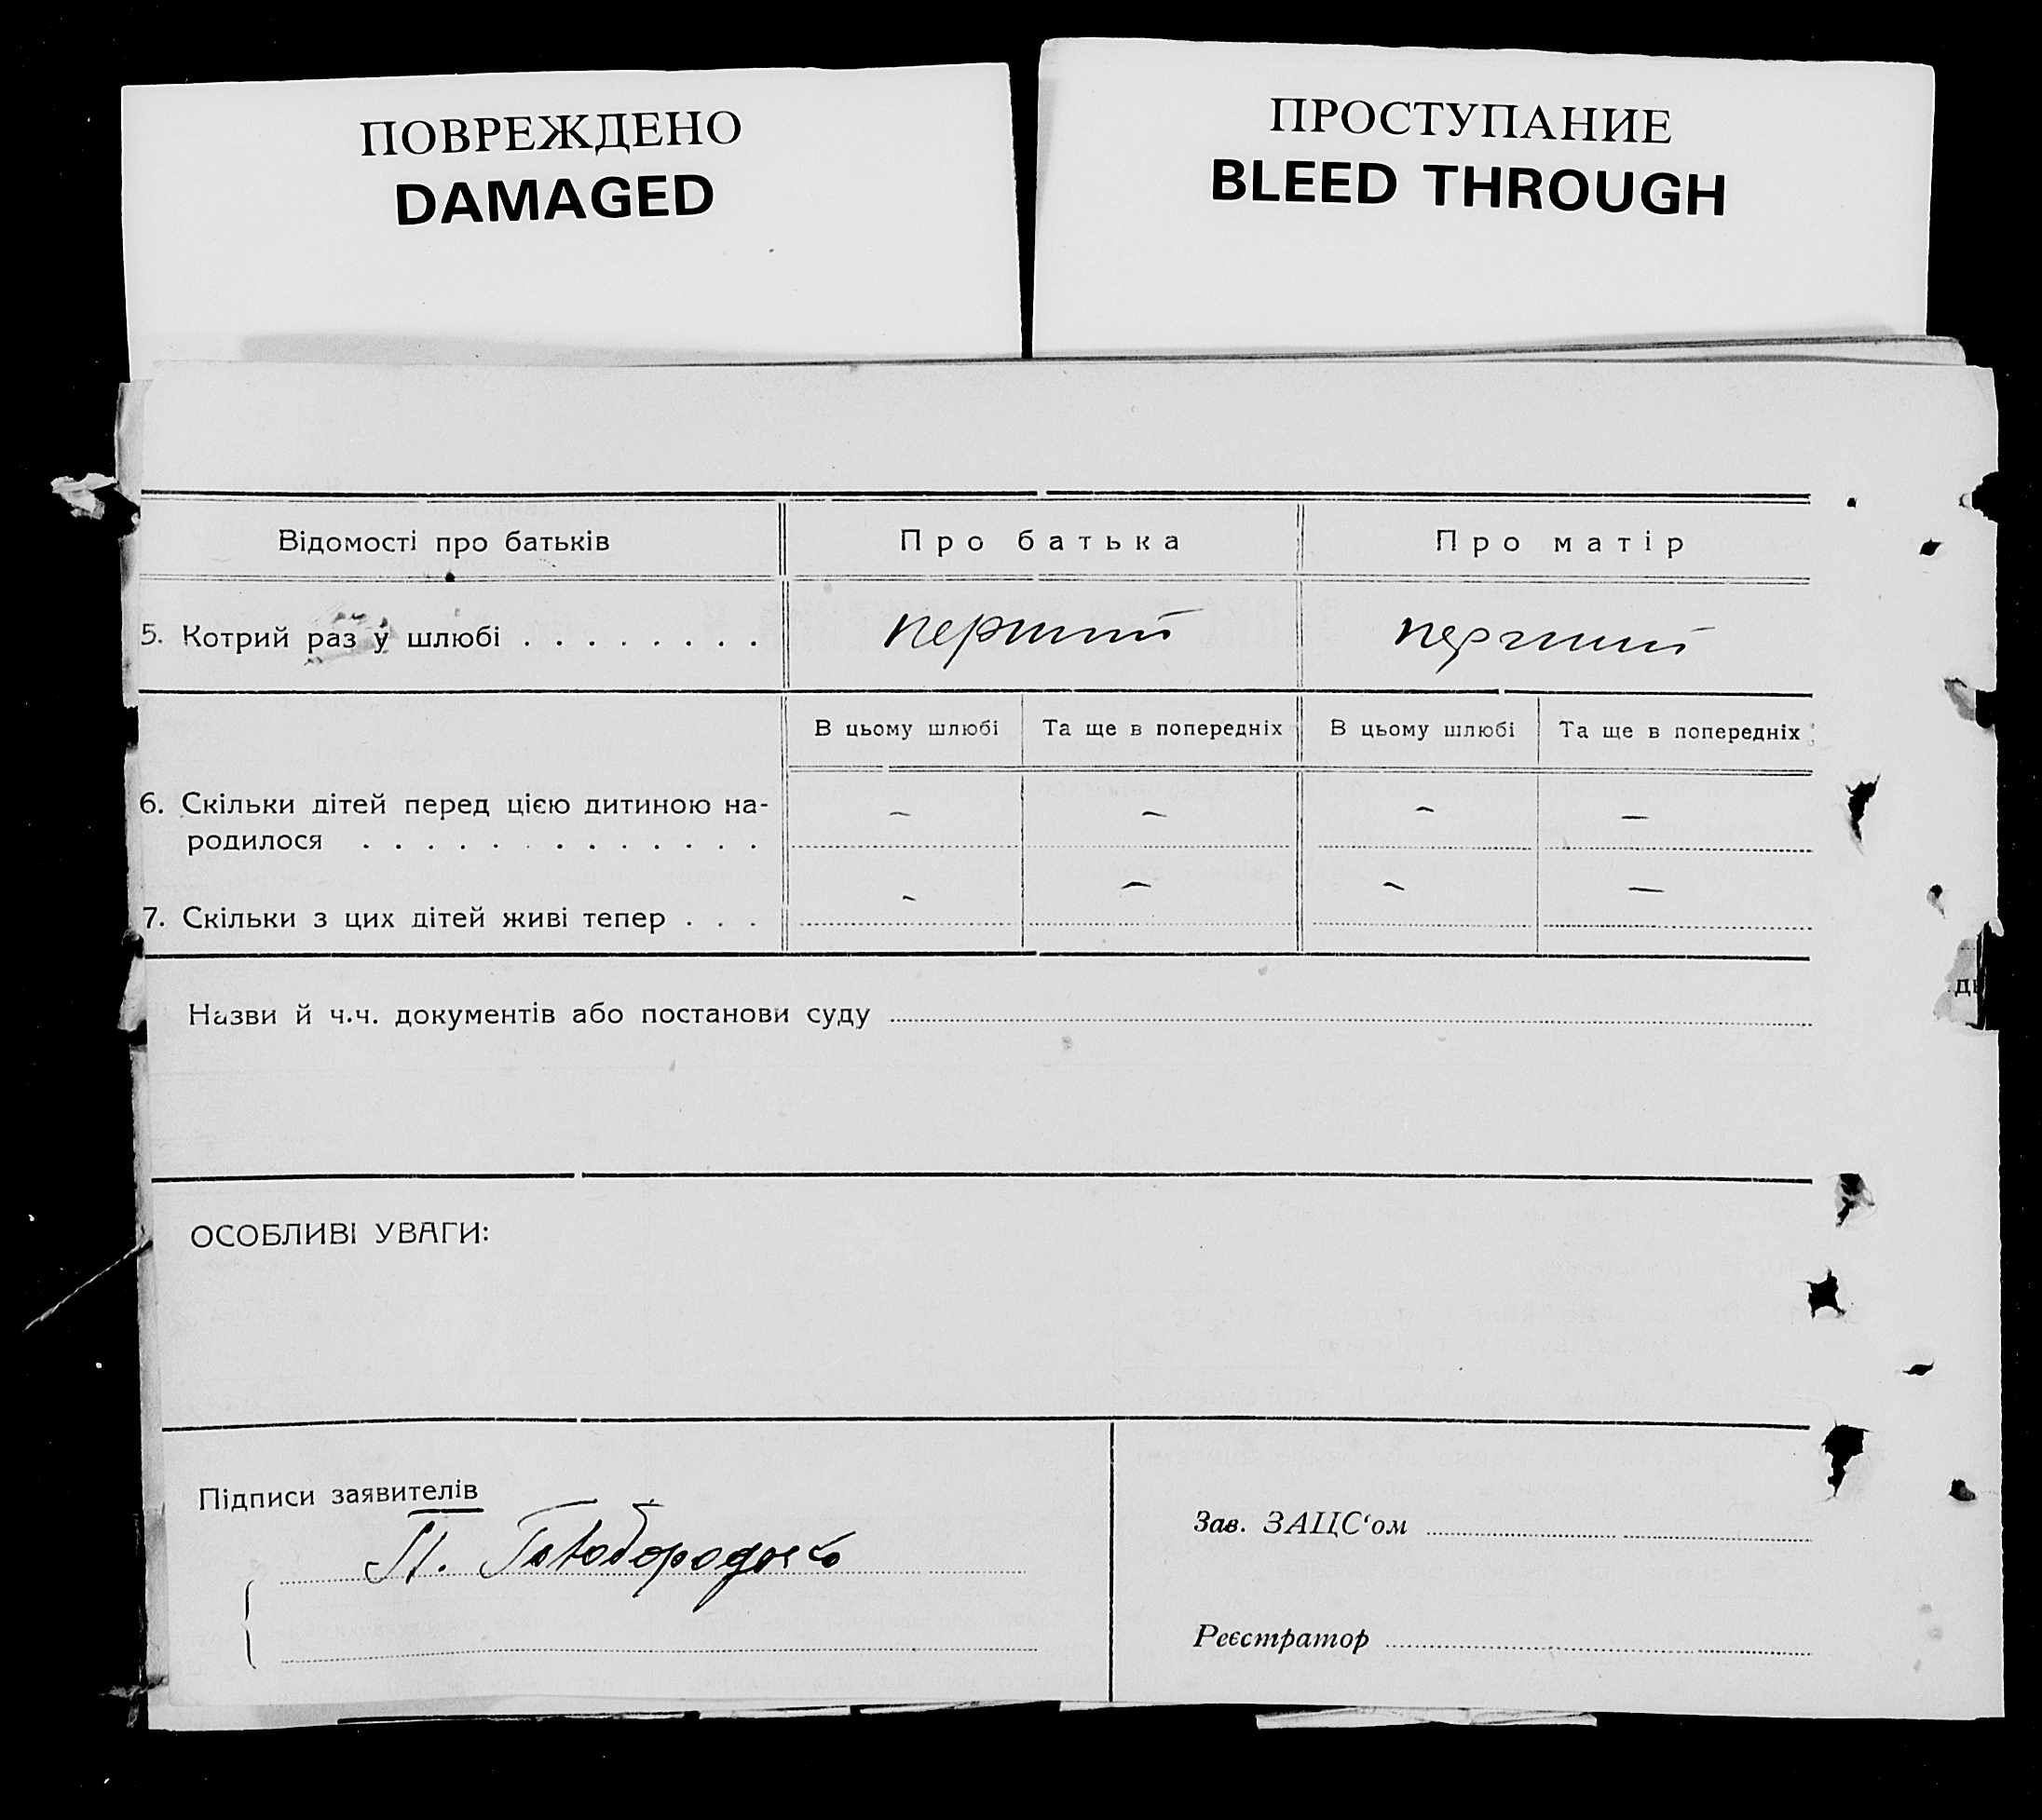 ПОВРЕЖДЕНО
DAMAGED
ПРОСТУПАНИЕ
BLEED THROUGH
Відомості про батьків
Про батька
Про матір
5. Котрий раз у шлюбі . . . . . . . .
перший
перший
В цьому шлюбі
Та ще в попередніх
В цьому шлюбі
Та ще в попередніх
6. Скільки дітей перед цією дитиною на-
родилося . . . . . . . . . . . . .
— — — —
7. Скільки з цих дітей живі тепер . . .
— — — —
Назви й ч.ч. документів або постанови суду
ОСОБЛИВІ УВАГИ:
Підписи заявителів
П.
Зав. ЗАЦС‘ом
Реєстратор